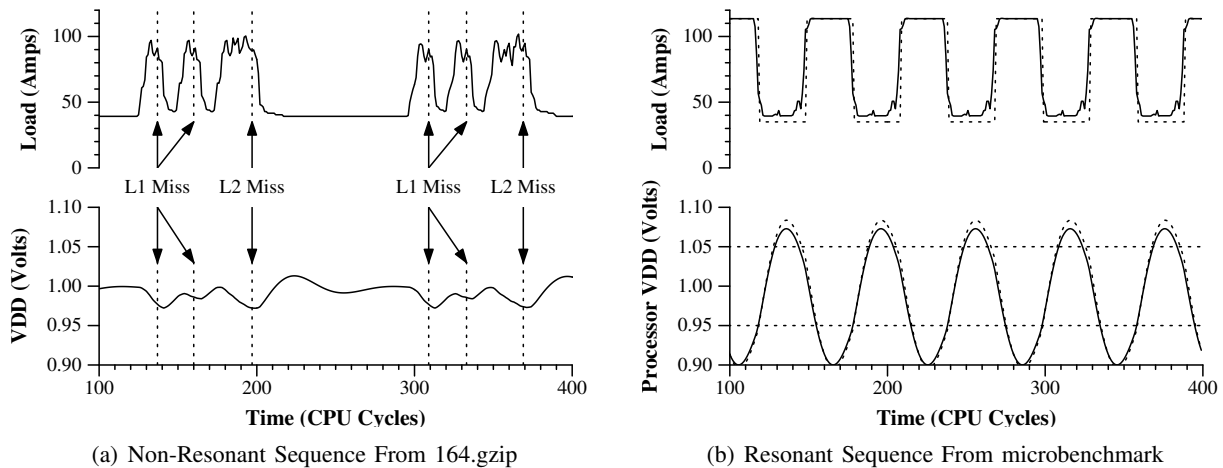 100
50
0
Load (Amps)
L1 Miss
L2 Miss
L1 Miss
L2 Miss
1.10
1.05
1.00
0.95
0.90
VDD (Volts)
100
200
300
400
Time (CPU Cycles)
(a) Non-Resonant Sequence From 164.gzip
100
50
0
Load (Amps)
1.10
1.05
1.00
0.95
0.90
Processor VDD (Volts)
100
200
300
400
Time (CPU Cycles)
(b) Resonant Sequence From microbenchmark